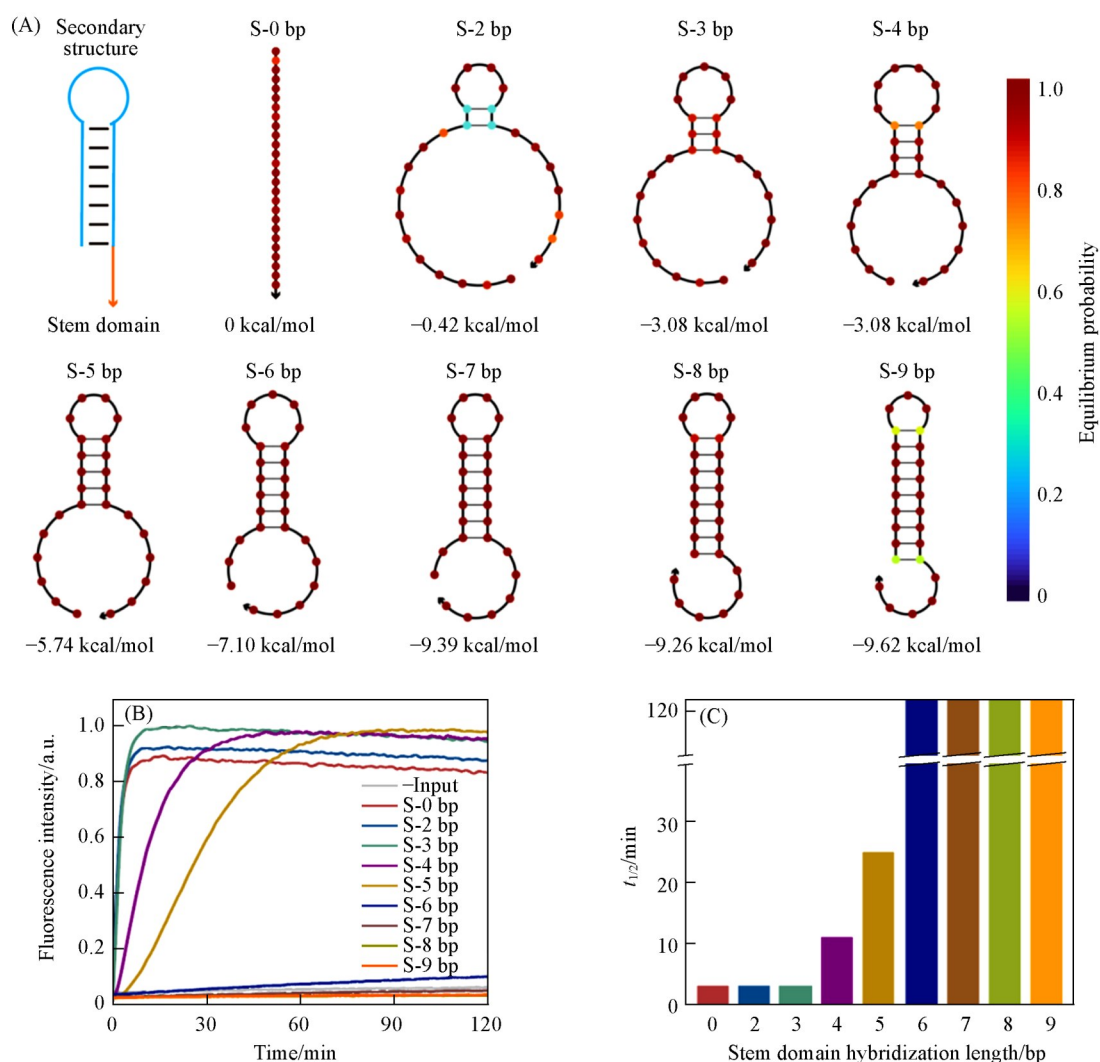 (A)
Secondary
structure
S-0 bp
S-2 bp
S-3 bp
S-4 bp
Stem domain
0 kcal/mol
−0.42 kcal/mol
−3.08 kcal/mol
−3.08 kcal/mol
S-5 bp
S-6 bp
S-7 bp
S-8 bp
S-9 bp
−5.74 kcal/mol
−7.10 kcal/mol
−9.39 kcal/mol
−9.26 kcal/mol
−9.62 kcal/mol
1.0
0.8
0.6
0.4
0.2
0
Equilibrium probability
(B)
1.0
0.8
0.6
0.4
0.2
0
Fluorescence intensity/a.u.
−Input
S-0 bp
S-2 bp
S-3 bp
S-4 bp
S-5 bp
S-6 bp
S-7 bp
S-8 bp
S-9 bp
0 30 60 90 120
Time/min
(C)
120
30
20
10
0
t1/2/min
0 2 3 4 5 6 7 8 9
Stem domain hybridization length/bp